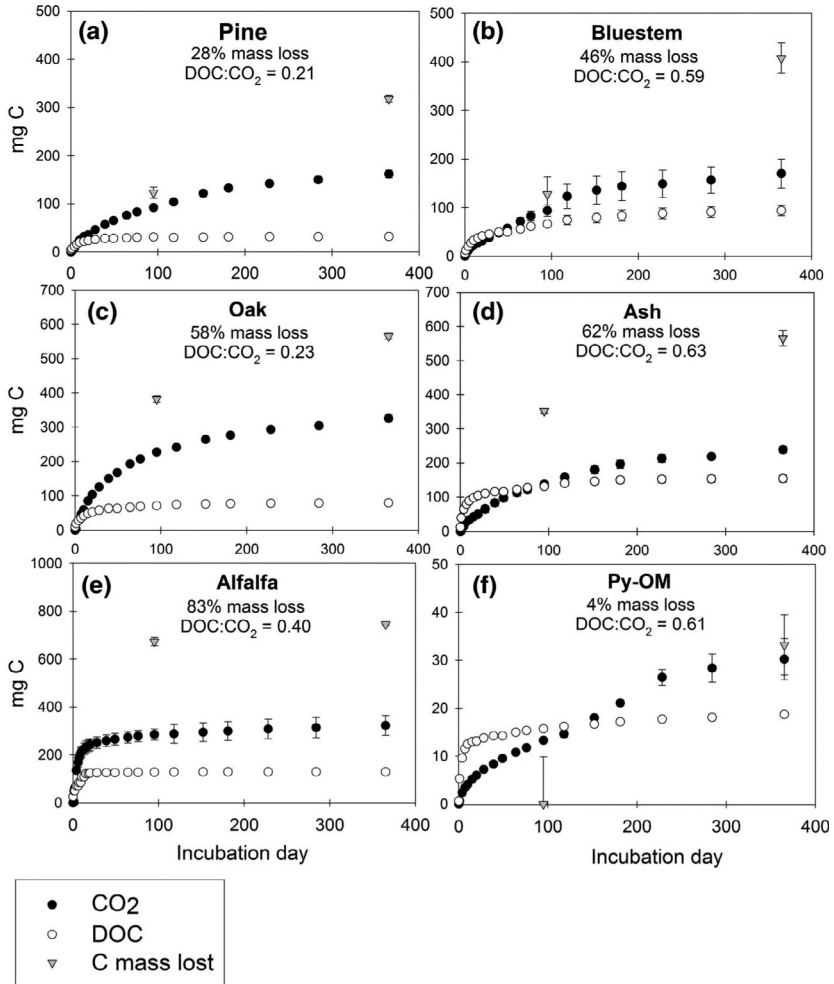 (a)
Pine
28% mass loss
DOC:CO2 = 0.21
mg C
500
400
300
200
100
0
0 100 200 300 400
(b)
Bluestem
46% mass loss
DOC:CO2 = 0.59
500
400
300
200
100
0
0 100 200 300 400
(c)
Oak
58% mass loss
DOC:CO2 = 0.23
mg C
700
600
500
400
300
200
100
0
0 100 200 300 400
(d)
Ash
62% mass loss
DOC:CO2 = 0.63
700
600
500
400
300
200
100
0
0 100 200 300 400
(e)
Alfalfa
83% mass loss
DOC:CO2 = 0.40
mg C
1000
800
600
400
200
0
0 100 200 300 400
Incubation day
(f)
Py-OM
4% mass loss
DOC:CO2 = 0.61
50
40
30
20
10
0
0 100 200 300 400
Incubation day
CO2
DOC
C mass lost